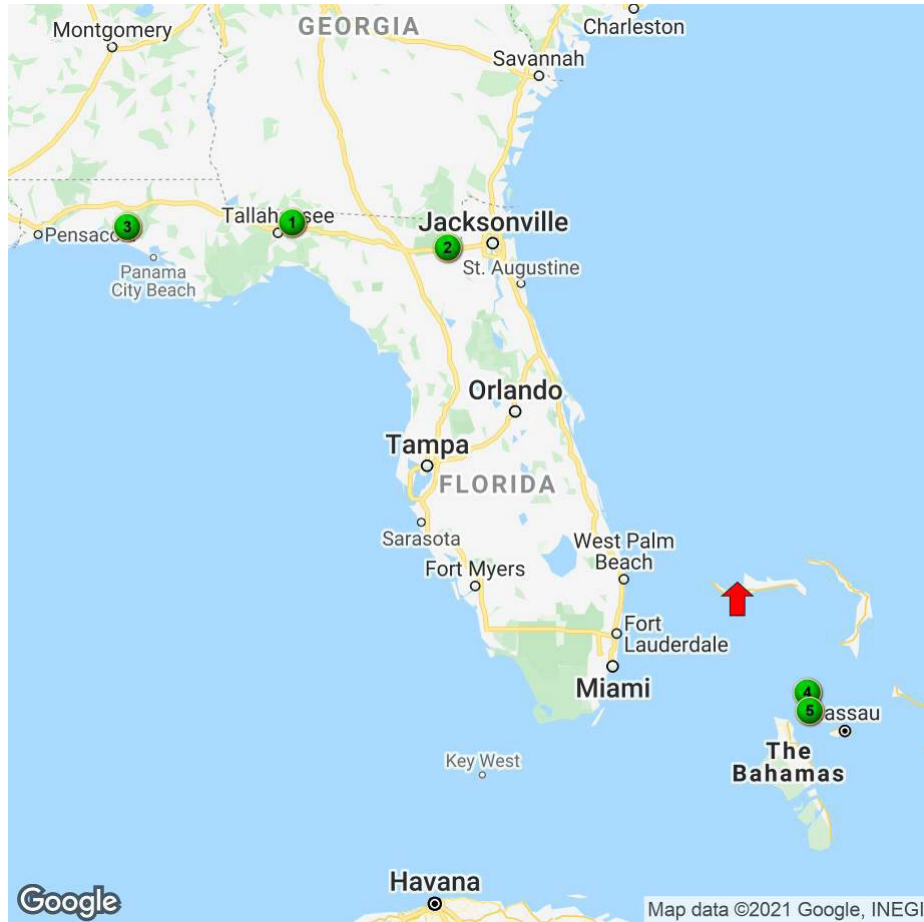 GEORGIA
Charleston
Montgomery
Savannah
3
Pensaco
1
Tallah
see
2
Jacksonville
St. Augustine
Panama
City Beach
Orlando
Tampa
FLORIDA
Sarasota
West Palm
Beach
Fort Myers
Fort
Lauderdale
Miami
4
5
assau
The
Bahamas
Key West
Havana
Google
Map data ©2021 Google, INEGI